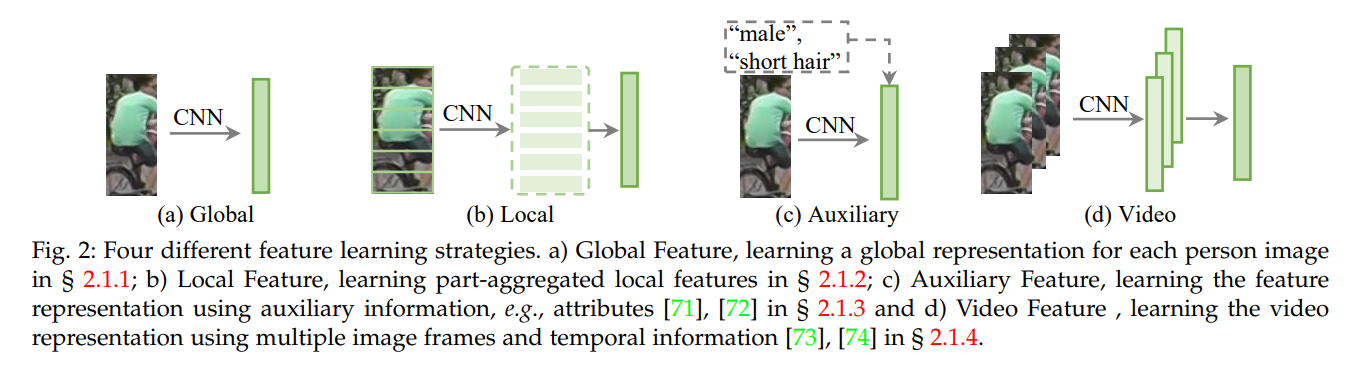 “male”,
“short hair”
CNN
CNN
CNN
CNN
(a) Global
(b) Local
(c) Auxiliary
(d) Video
Fig. 2: Four different feature learning strategies. a) Global Feature, learning a global representation for each person image
in § 2.1.1; b) Local Feature, learning part-aggregated local features in § 2.1.2; c) Auxiliary Feature, learning the feature
representation using auxiliary information, e.g., attributes [71], [72] in § 2.1.3 and d) Video Feature , learning the video
representation using multiple image frames and temporal information [73], [74] in § 2.1.4.